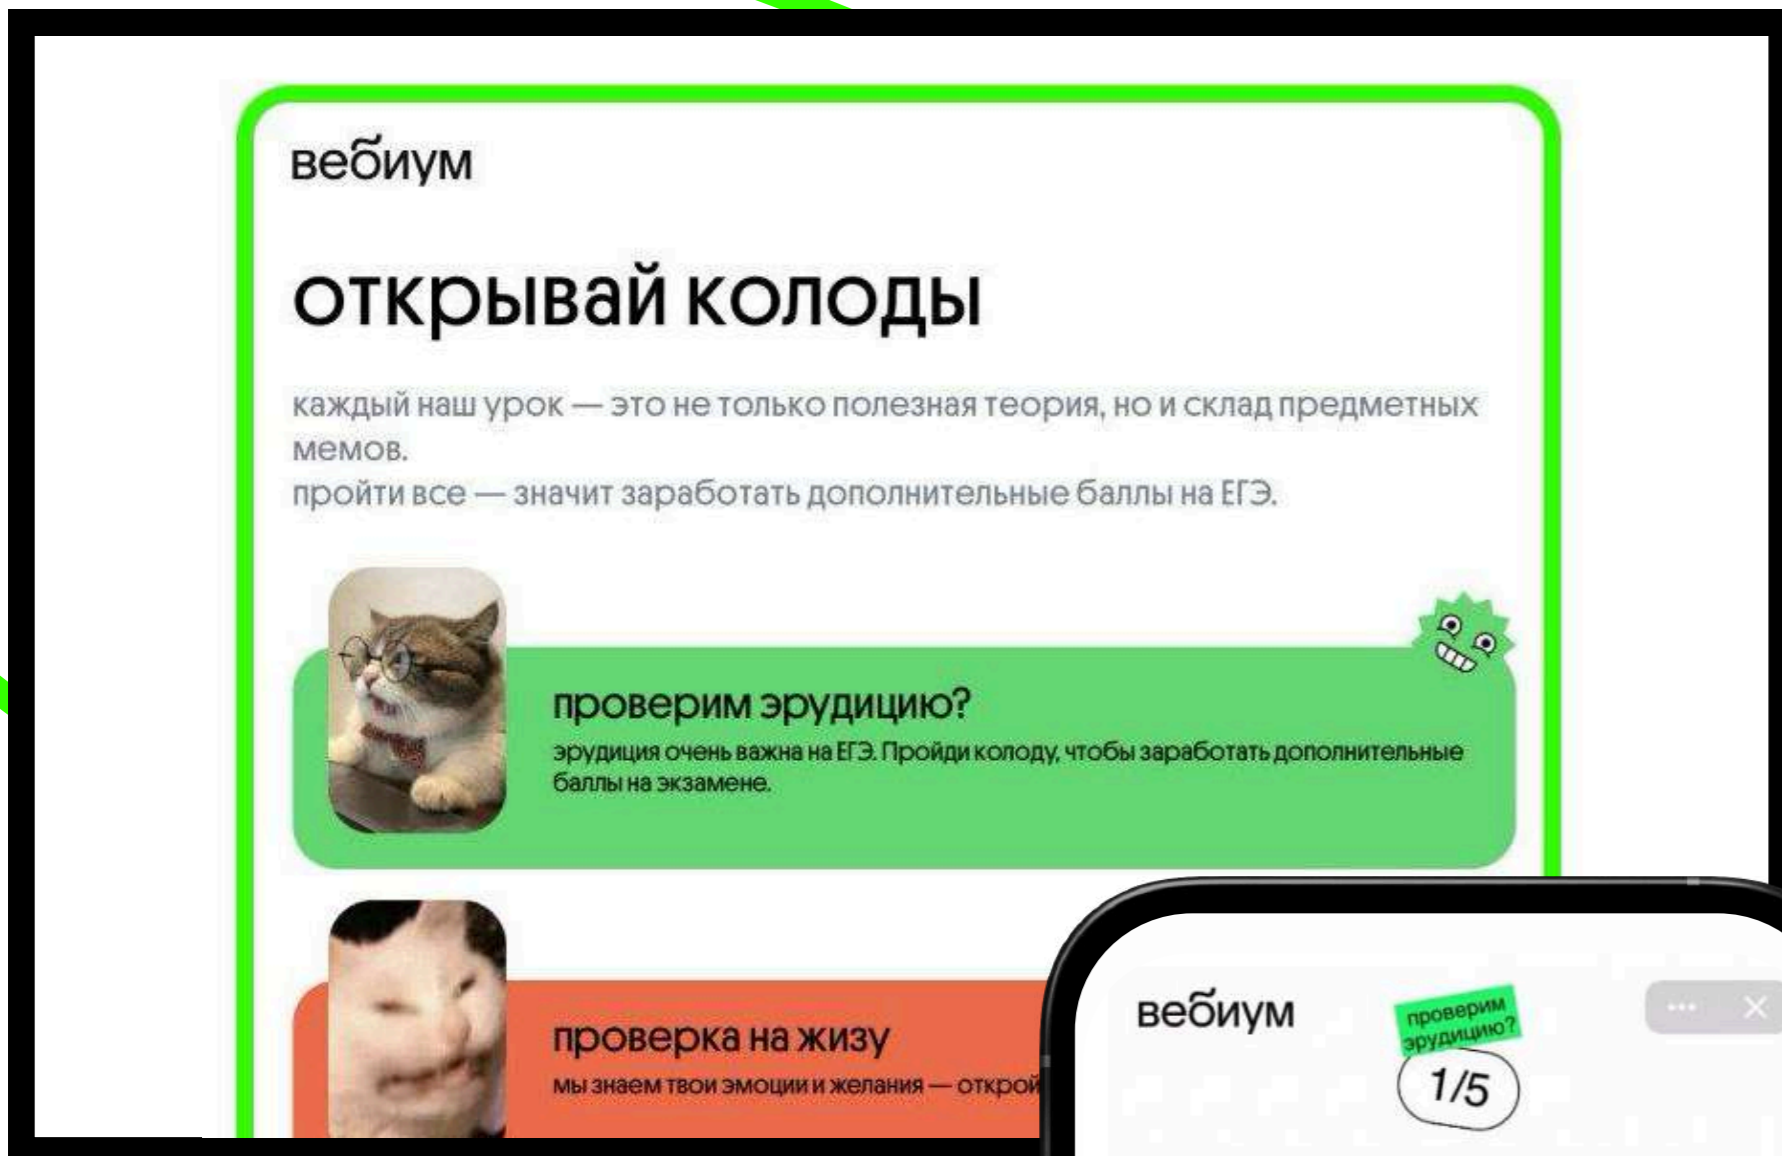 вебиум
открывай колоды
каждый наш урок — это не только полезная теория, но и склад предметных
мемов.
пройти все — значит заработать дополнительные баллы на ЕГЭ.
проверим эрудицию?
эрудиция очень важна на ЕГЭ. Пройди колоду, чтобы заработать дополнительные
баллы на экзамене.
проверка на жизу
мы знаем твои эмоции и желания — открой
вебиум
проверим
эрудицию?
1/5